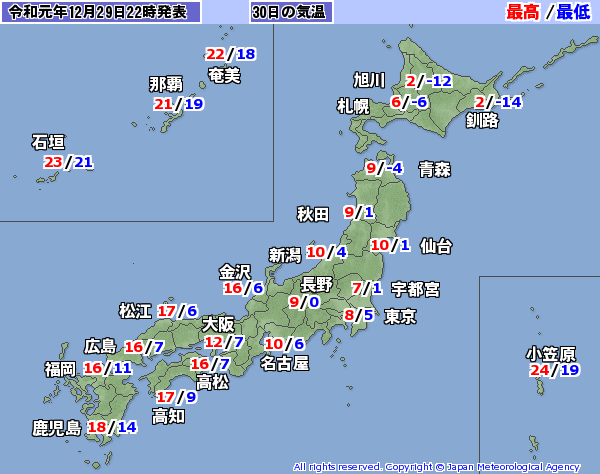 令和元年12月29日22時発表 30日の気温 最高/最低
22/18
奄美
那覇
21/19
石垣
23/21
旭川
2/-12
札幌
6/-6
2/-14
釧路
9/-4
青森
秋田
9/1
10/1
仙台
新潟
10/4
金沢
16/6
長野
9/0
7/1
宇都宮
8/5
東京
松江
17/6
大阪
12/7
広島
16/7
10/6
名古屋
福岡
16/11
16/7
高松
17/9
高知
鹿児島
18/14
小笠原
24/19
All rights reserved. Copyright © Japan Meteorological Agency